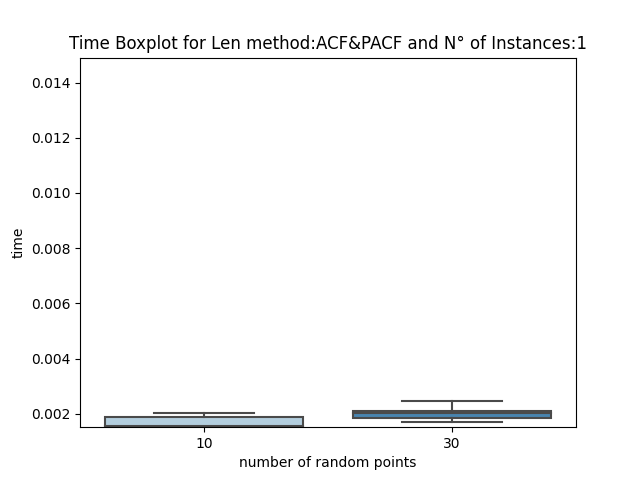 Time Boxplot for Len method:ACF&PACF and N° of Instances:1
0.014
0.012
0.010
0.008
0.006
0.004
0.002
time
10 30
number of random points